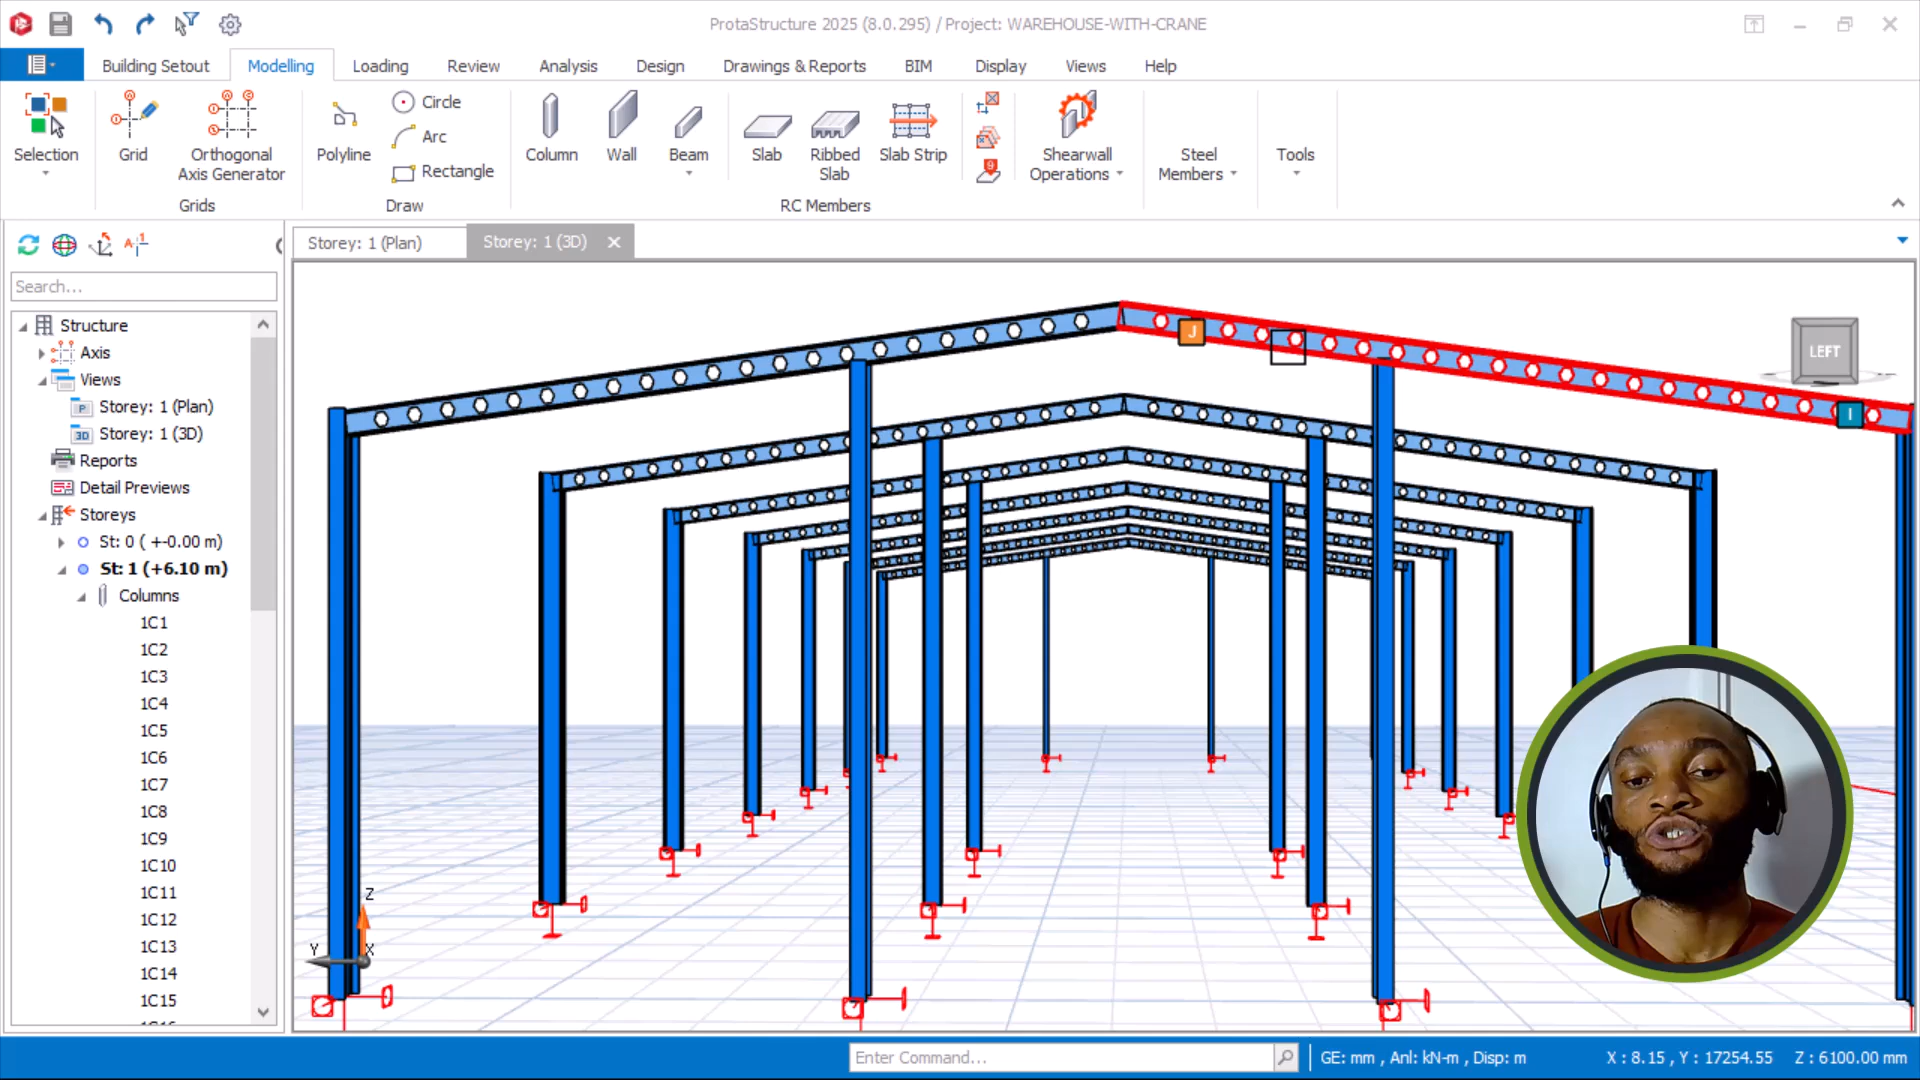 ProtaStructure 2025 (8.0.295) / Project: WAREHOUSE-WITH-CRANE
Building Setout
Modelling
Loading
Review
Analysis
Design
Drawings & Reports
BIM
Display
Views
Help
Selection
Grid
Orthogonal
Axis Generator
Grids
Polyline
Circle
Arc
Rectangle
Draw
Column
Wall
Beam
Slab
Ribbed
Slab
Slab Strip
RC Members
Shearwall
Operations
Steel
Members
Tools
Storey: 1 (Plan)
Storey: 1 (3D)
Search...
Structure
Axis
Views
Storey: 1 (Plan)
Storey: 1 (3D)
Reports
Detail Previews
Storeys
St: 0 ( +-0.00 m)
St: 1 (+6.10 m)
Columns
1C1
1C2
1C3
1C4
1C5
1C6
1C7
1C8
1C9
1C10
1C11
1C12
1C13
1C14
1C15
J
I
LEFT
Z
Y
X
Enter Command...
GE: mm , Anl: kN-m , Disp: m
X : 8.15 , Y : 17254.55
Z : 6100.00 mm